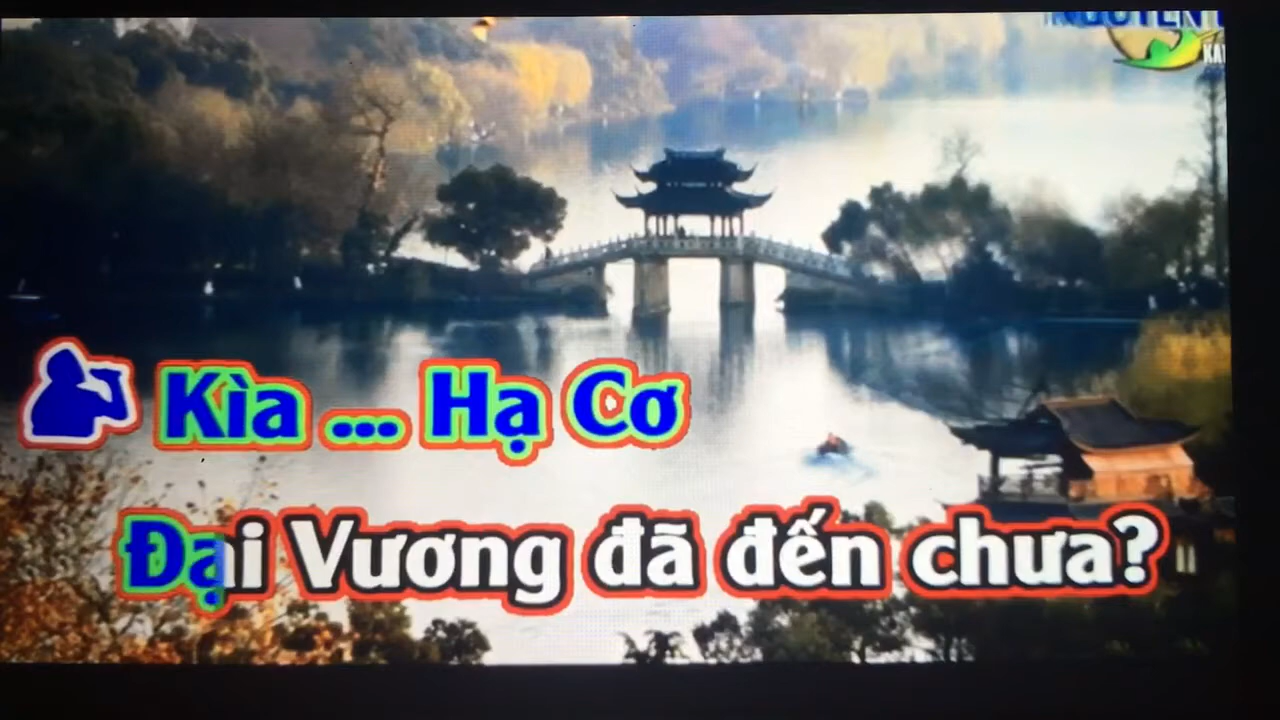 Kìa ... Hạ Cơ
Đại Vương đã đến chưa?